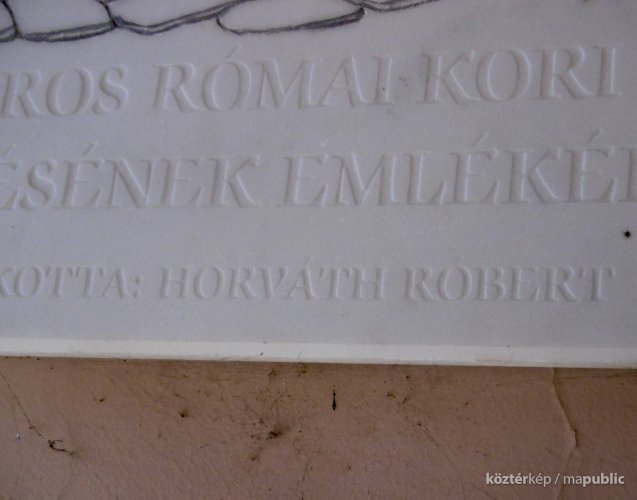 ROS RÓMAI KORI
ÉSÉNEK EMLÉKÉ
KOTTA: HORVÁTH RÓBERT
köztérkép / mapublic